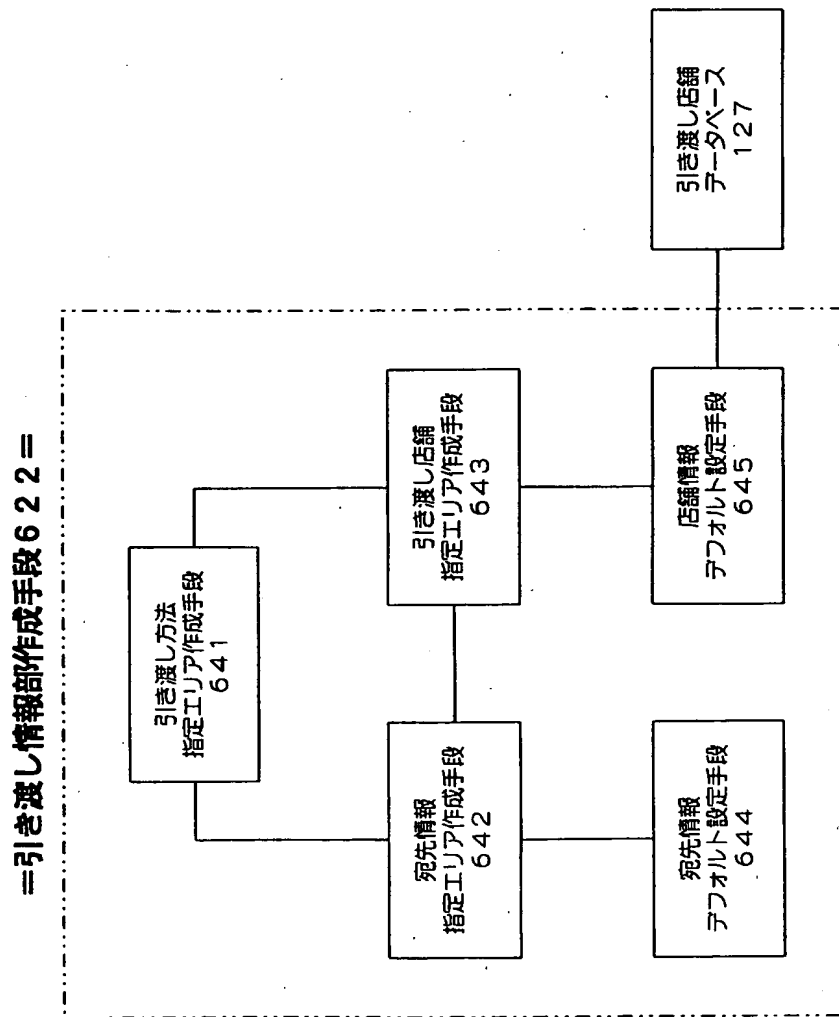 =引き渡し情報部作成手段622=
引き渡し方法
指定エリア作成手段
641
宛先情報
指定エリア作成手段
642
引き渡し店舗
指定エリア作成手段
643
宛先情報
デフォルト設定手段
644
店舗情報
デフォルト設定手段
645
引き渡し店舗
データベース
127